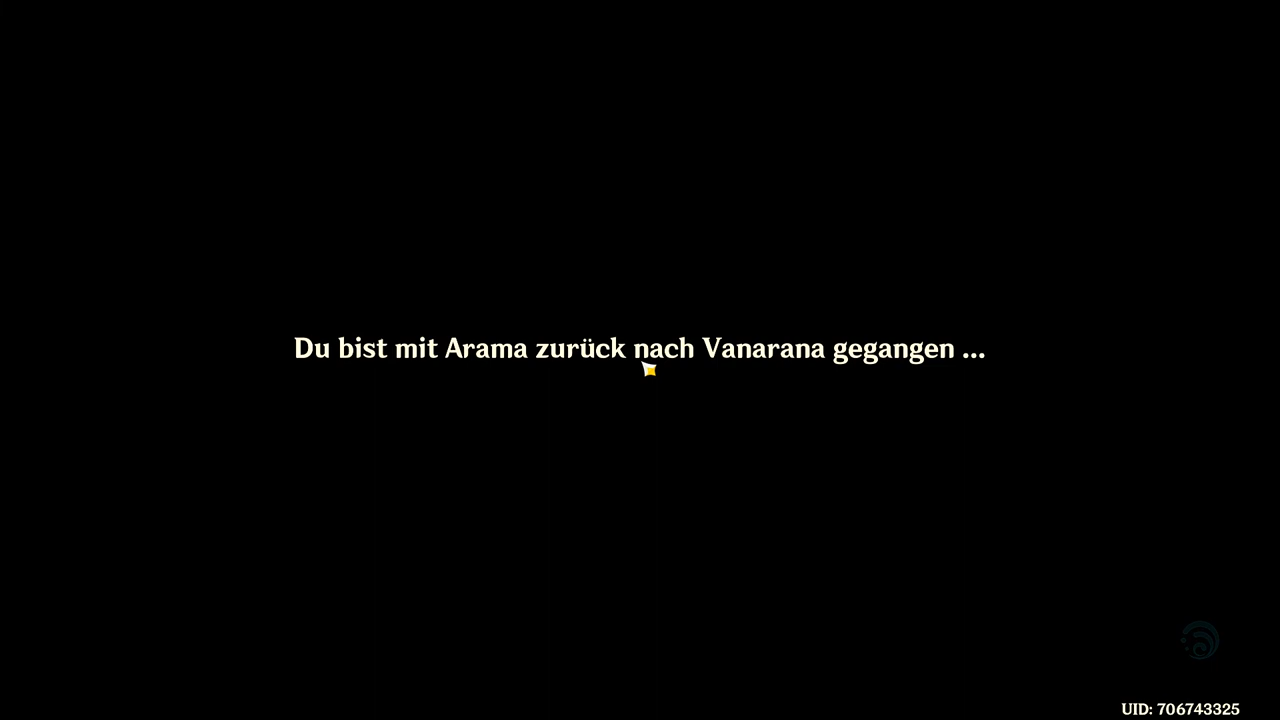 Du bist mit Arama zurück nach Vanarana gegangen ...
UID: 706743325